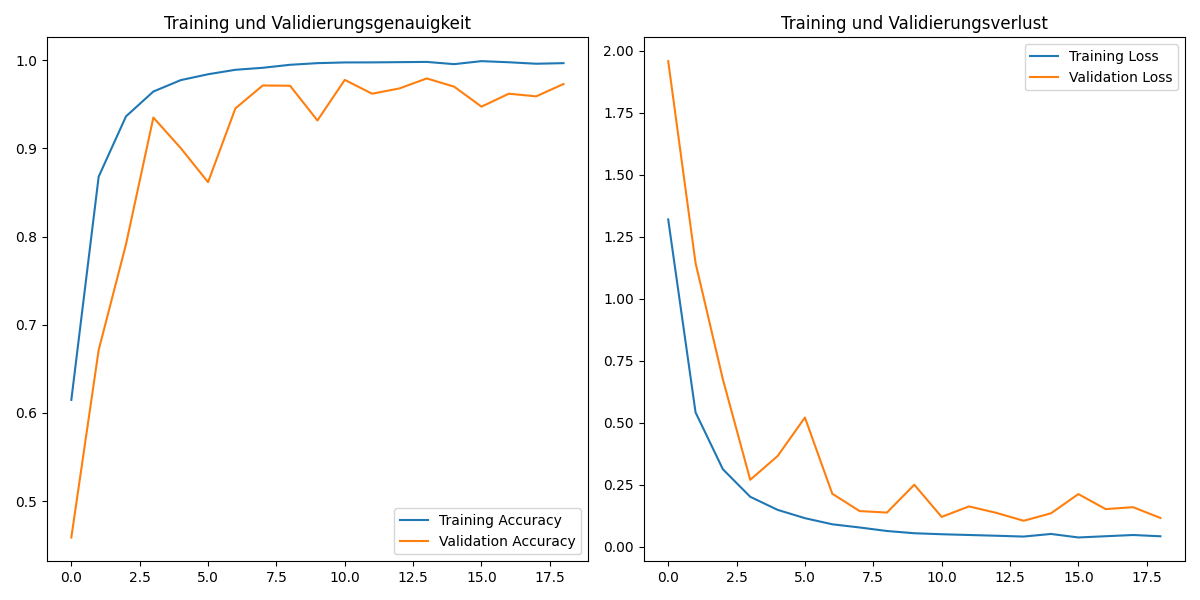 Training und Validierungsgenauigkeit
1.0
0.9
0.8
0.7
0.6
0.5
0.0 2.5 5.0 7.5 10.0 12.5 15.0 17.5
Training Accuracy
Validation Accuracy
Training und Validierungsverlust
2.00
1.75
1.50
1.25
1.00
0.75
0.50
0.25
0.00
0.0 2.5 5.0 7.5 10.0 12.5 15.0 17.5
Training Loss
Validation Loss